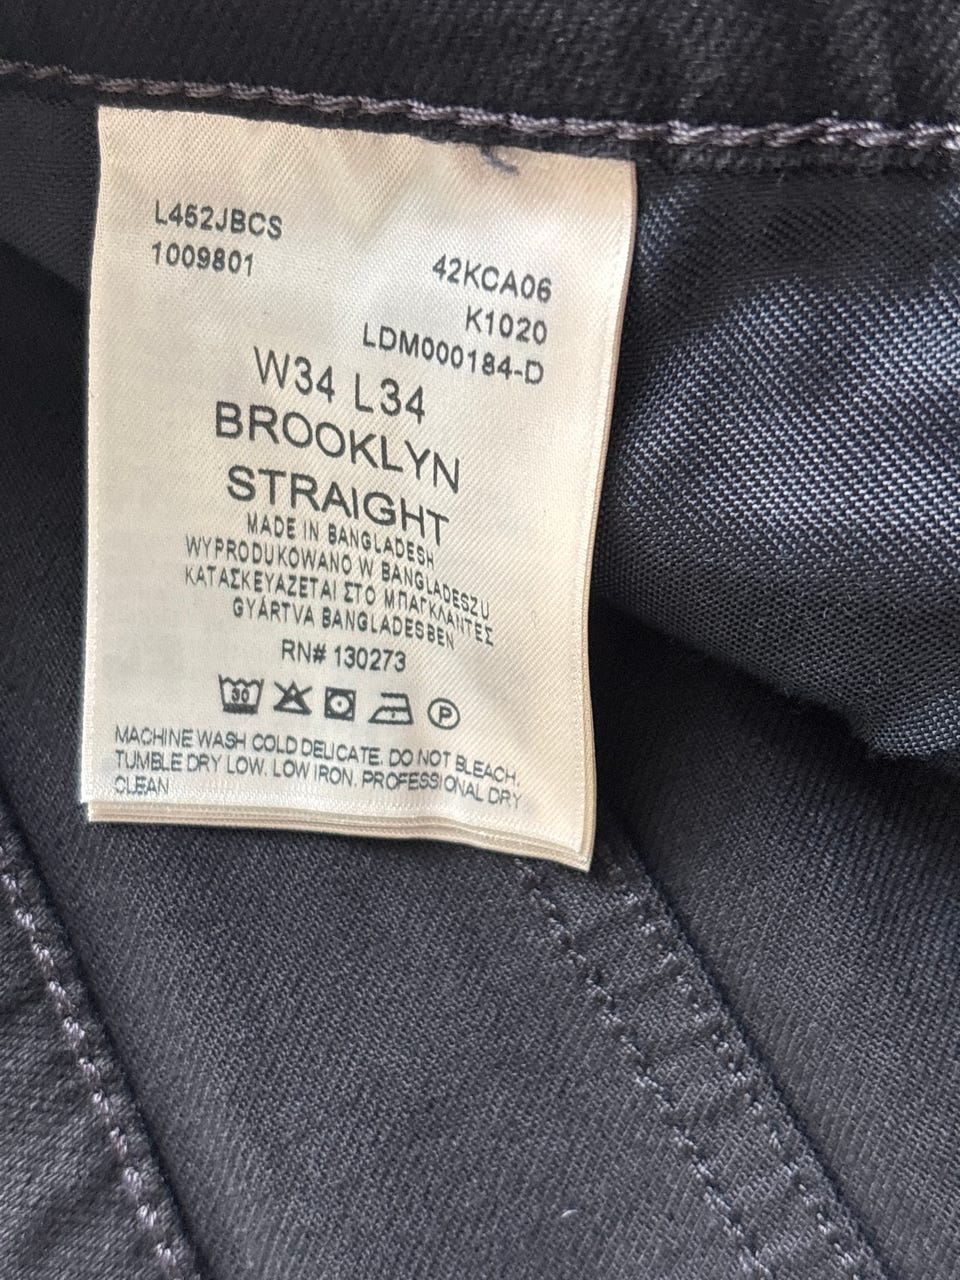 L452JBCS
1009801
42KCA06
K1020
LDM000184-D
W34 L34
BROOKLYN
STRAIGHT
MADE IN BANGLADESH
WYPRODUKOWANO W BANGLADESZU
ΚΑΤΑΣΚΕΥΑΖΕΤΑΙ ΣΤΟ ΜΠΑΓΚΛΑΝΤΕΣ
GYÁRTVA BANGLADESBEN
RN# 130273
30
P
MACHINE WASH COLD DELICATE. DO NOT BLEACH.
TUMBLE DRY LOW. LOW IRON. PROFESSIONAL DRY
CLEAN